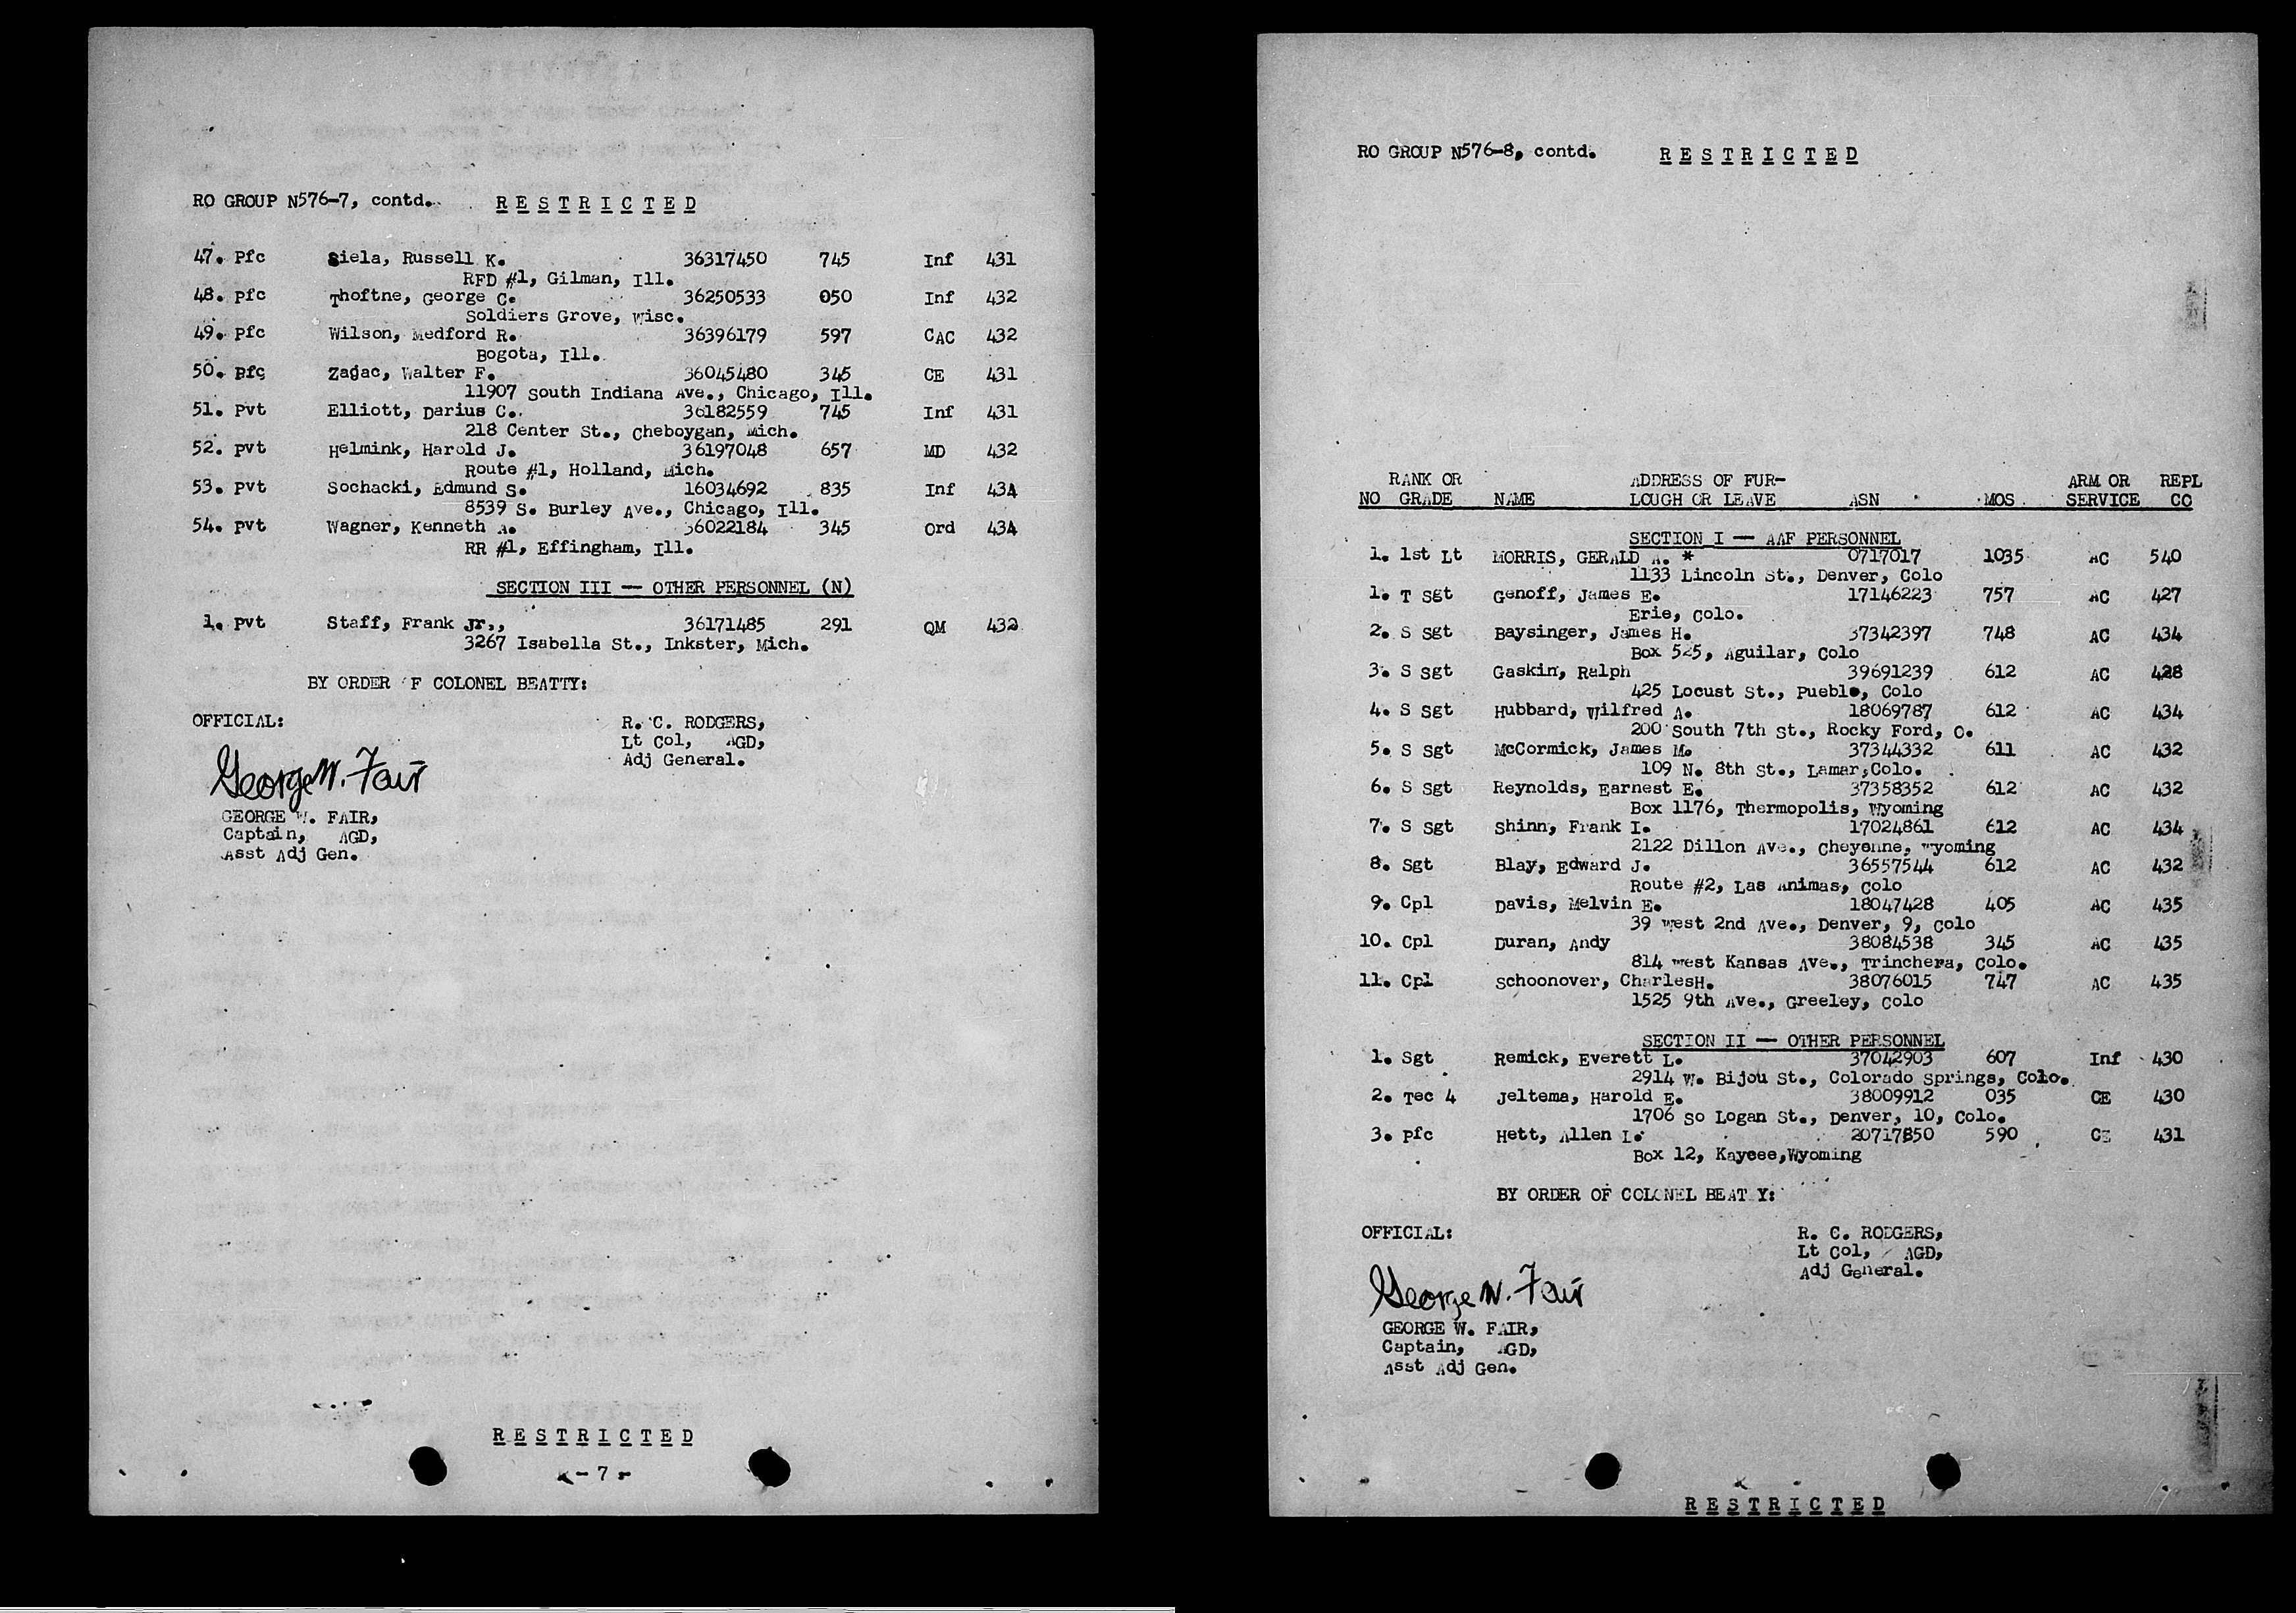 RO GROUP N576-7, contd. RESTRICTED
47. Pfc Siela, Russell K. 36317450 745 Inf 431
RFD #1, Gilman, Ill.
48. Pfc Thoftne, George C. 36250533 050 Inf 432
Soldiers Grove, Wisc.
49. Pfc Wilson, Medford R. 36396179 597 CAC 432
Bogota, Ill.
50. Pfc Zajac, Walter F. 36045480 345 CE 431
11907 South Indiana Ave., Chicago, Ill.
51. Pvt Elliott, Darius C. 36182559 745 Inf 431
218 Center St., Cheboygan, Mich.
52. Pvt Helmink, Harold J. 36197048 657 MD 432
Route #1, Holland, Mich.
53. Pvt Sochacki, Edmund S. 16034692 835 Inf 434
8539 S. Burley Ave., Chicago, Ill.
54. Pvt Wagner, Kenneth A. 36022184 345 Ord 434
RR #1, Effingham, Ill.
SECTION III -- OTHER PERSONNEL (N)
1. Pvt Staff, Frank Jr., 36171485 291 QM 432
3267 Isabella St., Inkster, Mich.
BY ORDER F COLONEL BEATTY:
OFFICIAL: R. C. RODGERS,
Lt Col, AGD,
Adj General.
George W. Fair
GEORGE W. FAIR,
Captain, AGD,
Asst Adj Gen.
RESTRICTED
- 7 -
RO GROUP N576-8, contd. RESTRICTED
RANK OR ADDRESS OF FUR- ARM OR REPL
NO GRADE NAME LOUGH OR LEAVE ASN MOS SERVICE CO
SECTION I -- AAF PERSONNEL
1. 1st Lt MORRIS, GERALD A. * 0717017 1035 AC 540
1133 Lincoln St., Denver, Colo
1. T Sgt Genoff, James E. 17146223 757 AC 427
Erie, Colo.
2. S Sgt Baysinger, James H. 37342397 748 AC 434
Box 525, Aguilar, Colo
3. S Sgt Gaskin, Ralph 39691239 612 AC 428
425 Locust St., Pueblo, Colo
4. S Sgt Hubbard, Wilfred A. 18069787 612 AC 434
200 South 7th St., Rocky Ford, C.
5. S Sgt McCormick, James M. 37344332 611 AC 432
109 N. 8th St., Lamar,Colo.
6. S Sgt Reynolds, Earnest E. 37358352 612 AC 432
Box 1176, Thermopolis, Wyoming
7. S Sgt Shinn, Frank I. 17024861 612 AC 434
2122 Dillon Ave., Cheyenne, Wyoming
8. Sgt Blay, Edward J. 36557544 612 AC 432
Route #2, Las Animas, Colo
9. Cpl Davis, Melvin E. 18047428 405 AC 435
39 West 2nd Ave., Denver, 9, Colo
10. Cpl Duran, Andy 38084538 345 AC 435
814 West Kansas Ave., Trinchera, Colo.
11. Cpl Schoonover, CharlesH. 38076015 747 AC 435
1525 9th Ave., Greeley, Colo
SECTION II -- OTHER PERSONNEL
1. Sgt Remick, Everett L. 37042903 607 Inf 430
2914 W. Bijou St., Colorado Springs, Colo.
2. Tec 4 Jeltema, Harold E. 38009912 035 CE 430
1706 So Logan St., Denver, 10, Colo.
3. Pfc Hett, Allen L. 20717850 590 CE 431
Box 12, Kaycee,Wyoming
BY ORDER OF COLONEL BEAT Y:
OFFICIAL: R. C. RODGERS,
Lt Col, AGD,
Adj General.
George W. Fair
GEORGE W. FAIR,
Captain, AGD,
Asst Adj Gen.
RESTRICTED